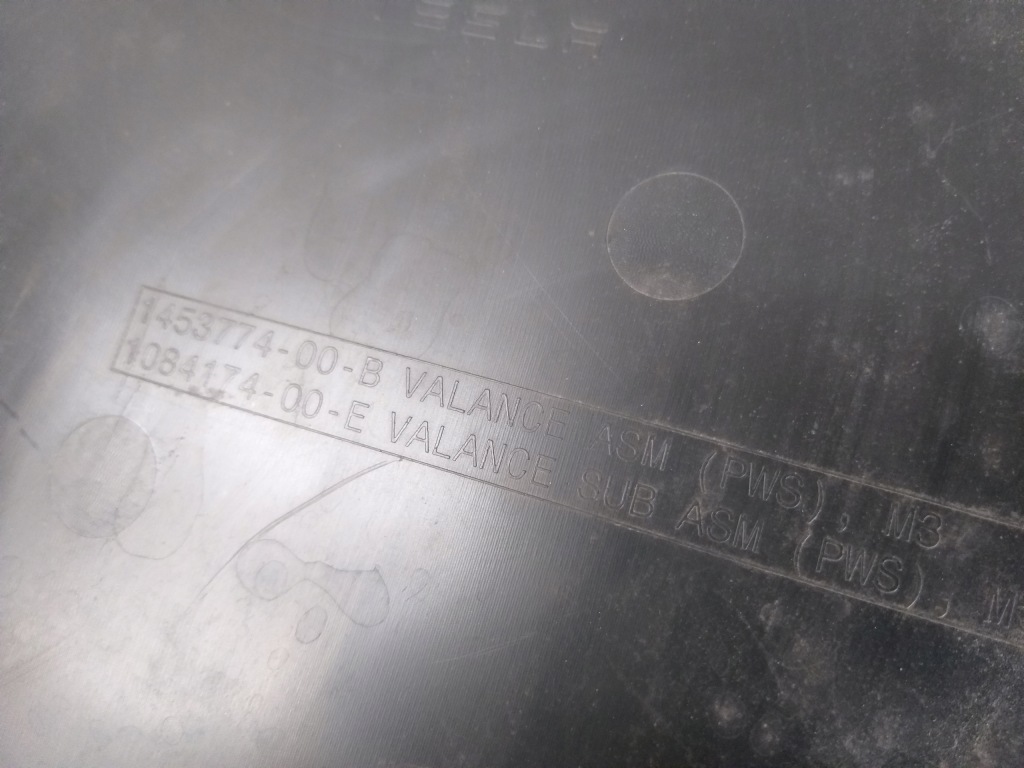 1453774-00-B VALANCE ASM (PWS), M3
1084174-00-E VALANCE SUB ASM (PWS),